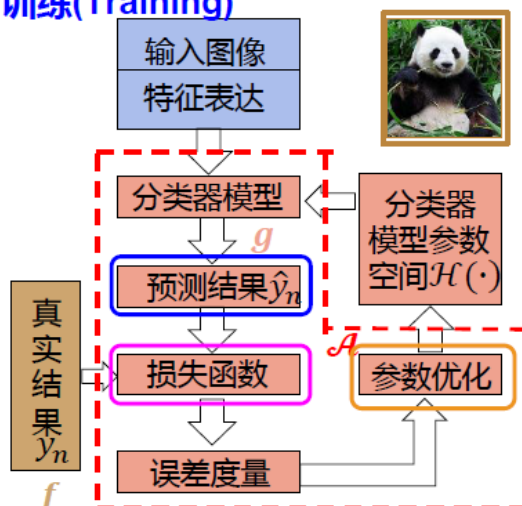 训练(Training)
输入图像
特征表达
分类器模型
g
预测结果ŷₙ
损失函数
误差度量
真
实
结
果
yₙ
f
分类器
模型参数
空间ℋ(·)
𝒜
参数优化